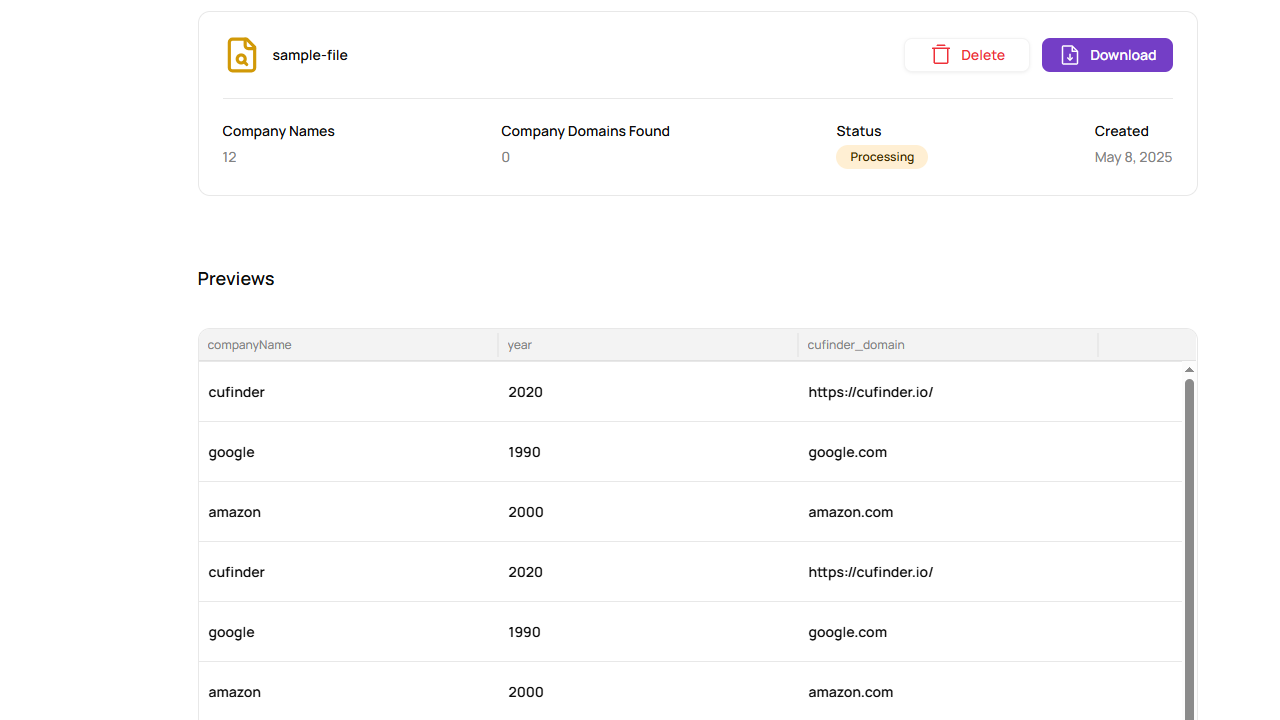 sample-file Delete Download
Company Names Company Domains Found Status Created
12 0 Processing May 8, 2025
Previews
companyName year cufinder_domain
cufinder 2020 https://cufinder.io/
google 1990 google.com
amazon 2000 amazon.com
cufinder 2020 https://cufinder.io/
google 1990 google.com
amazon 2000 amazon.com